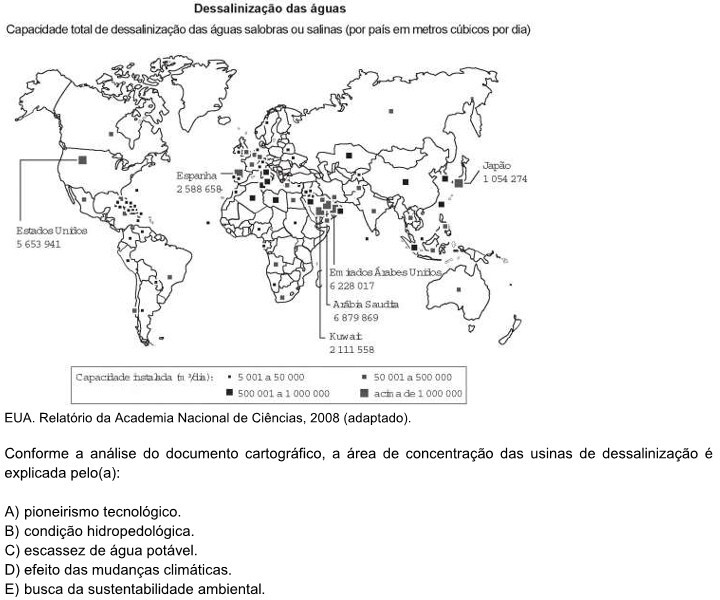 Dessalinização das águas
Capacidade total de dessalinização das águas salobras ou salinas (por país em metros cúbicos por dia)
Japão
1 054 274
Espanha
2 588 658
Estados Unidos
5 653 941
Emirados Árabes Unidos
6 228 017
Arábia Saudita
6 879 869
Kuwait
2 111 558
Capacidade instalada (m³/dia):
5 001 a 50 000
50 001 a 500 000
500 001 a 1 000 000
acima de 1 000 000
EUA. Relatório da Academia Nacional de Ciências, 2008 (adaptado).
Conforme a análise do documento cartográfico, a área de concentração das usinas de dessalinização é
explicada pelo(a):
A) pioneirismo tecnológico.
B) condição hidropedológica.
C) escassez de água potável.
D) efeito das mudanças climáticas.
E) busca da sustentabilidade ambiental.